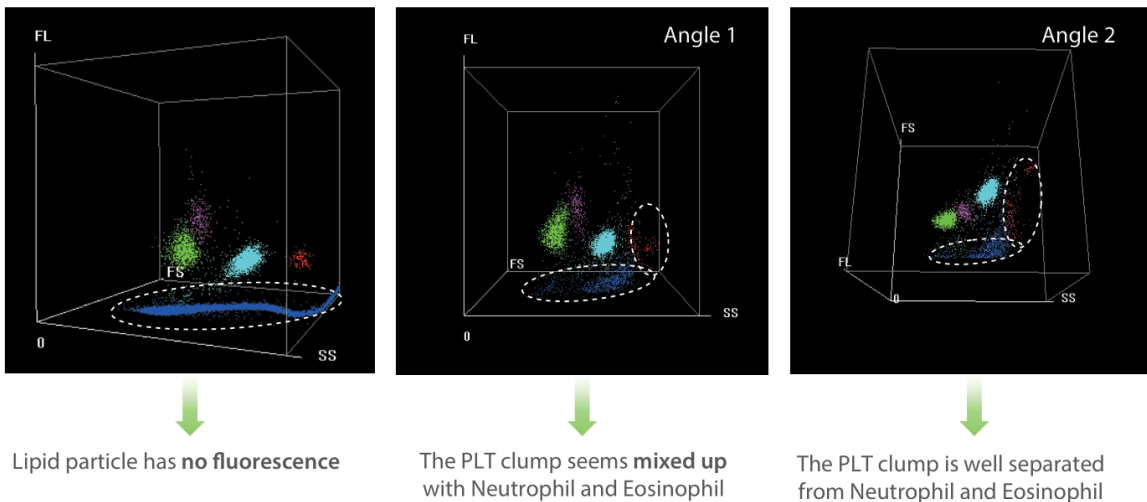 FL
FS
0
SS
Angle 1
FL
FS
SS
0
Angle 2
FS
FL
0
SS
Lipid particle has no fluorescence
The PLT clump seems mixed up
with Neutrophil and Eosinophil
The PLT clump is well separated
from Neutrophil and Eosinophil